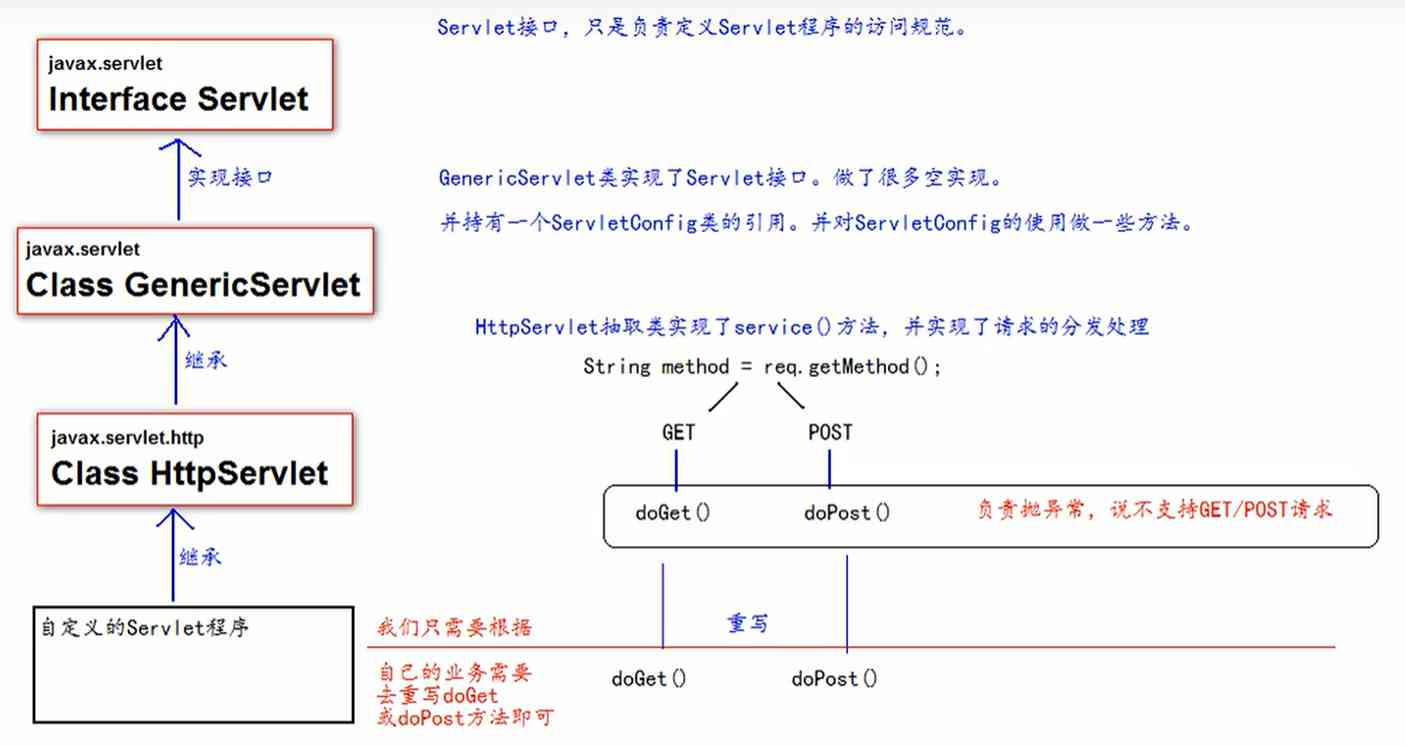 Servlet接口，只是负责定义Servlet程序的访问规范。
javax.servlet
Interface Servlet
实现接口
GenericServlet类实现了Servlet接口。做了很多空实现。
并持有一个ServletConfig类的引用。并对ServletConfig的使用做一些方法。
javax.servlet
Class GenericServlet
继承
HttpServlet抽取类实现了service()方法，并实现了请求的分发处理
String method = req.getMethod();
GET POST
javax.servlet.http
Class HttpServlet
doGet() doPost() 负责抛异常，说不支持GET/POST请求
继承
自定义的Servlet程序
我们只需要根据
重写
自己的业务需要
去重写doGet
或doPost方法即可
doGet() doPost()